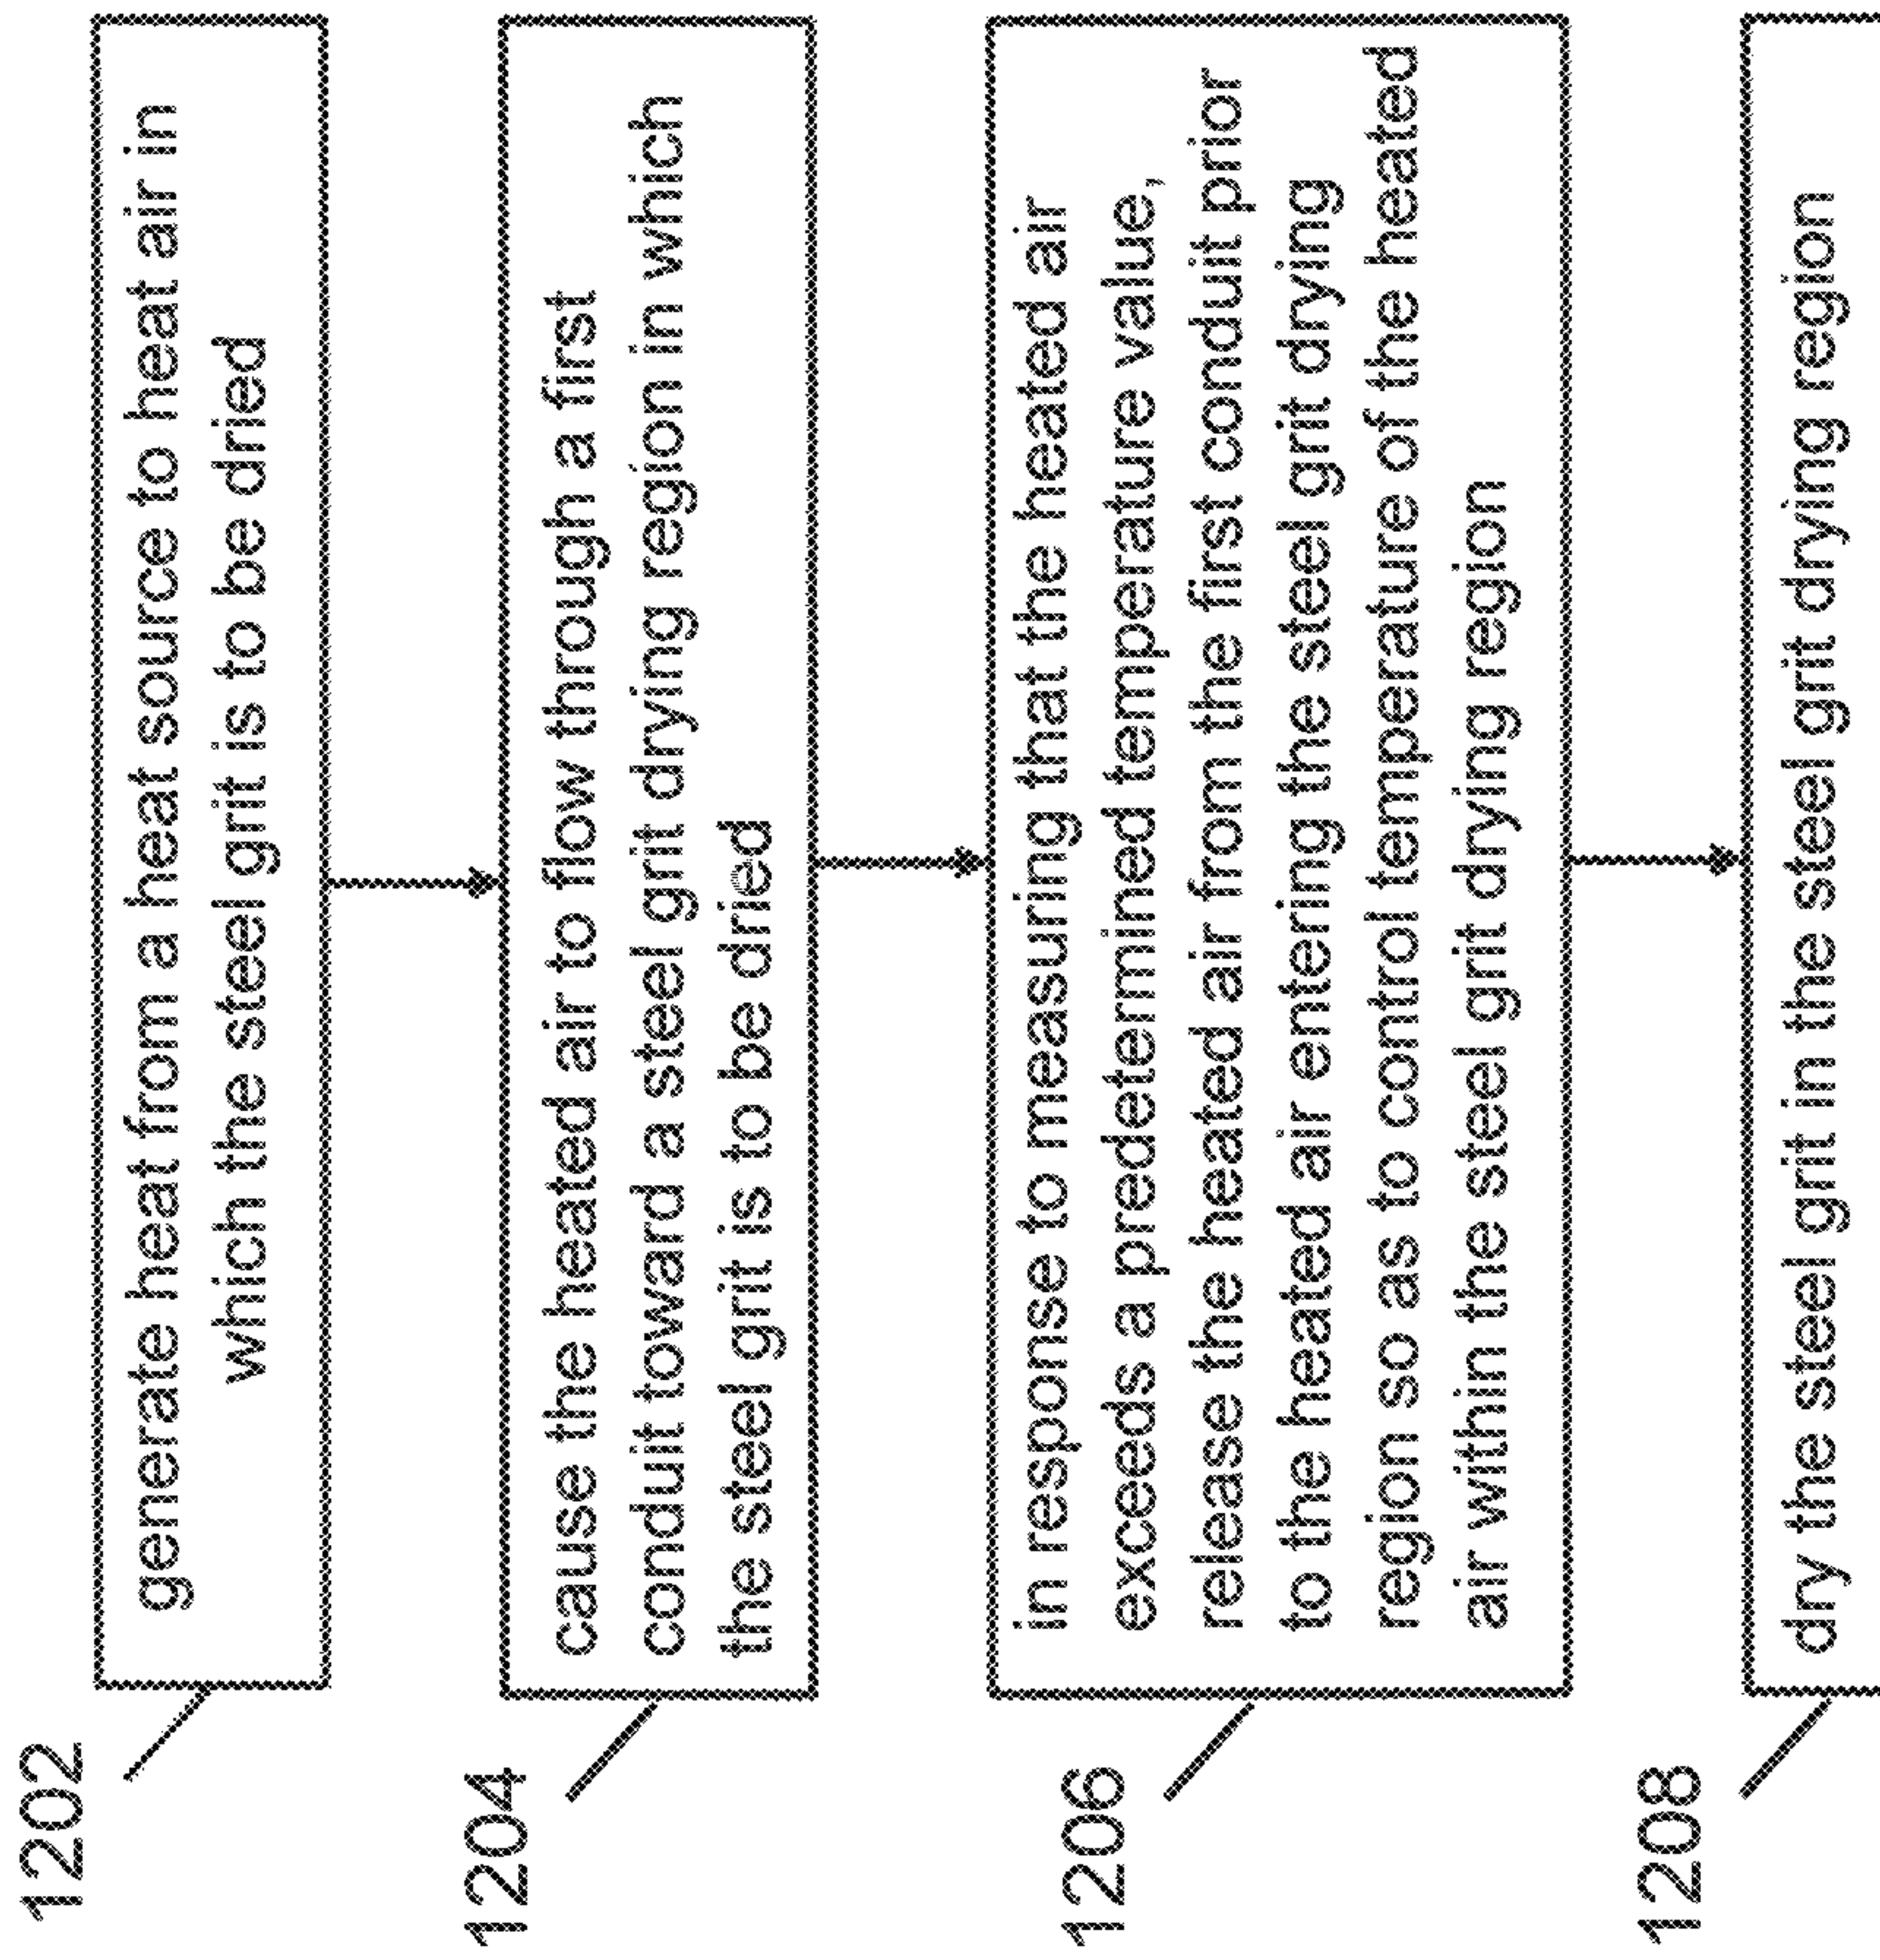 1202
generate heat from a heat source to heat air in
which the steel grit is to be dried
1204
cause the heated air to flow through a first
conduit toward a steel grit drying region in which
the steel grit is to be dried
1206
in response to measuring that the heated air
exceeds a predetermined temperature value,
release the heated air from the first conduit prior
to the heated air entering the steel grit drying
region so as to control temperature of the heated
air within the steel grit drying region
1208
dry the steel grit in the steel grit drying region